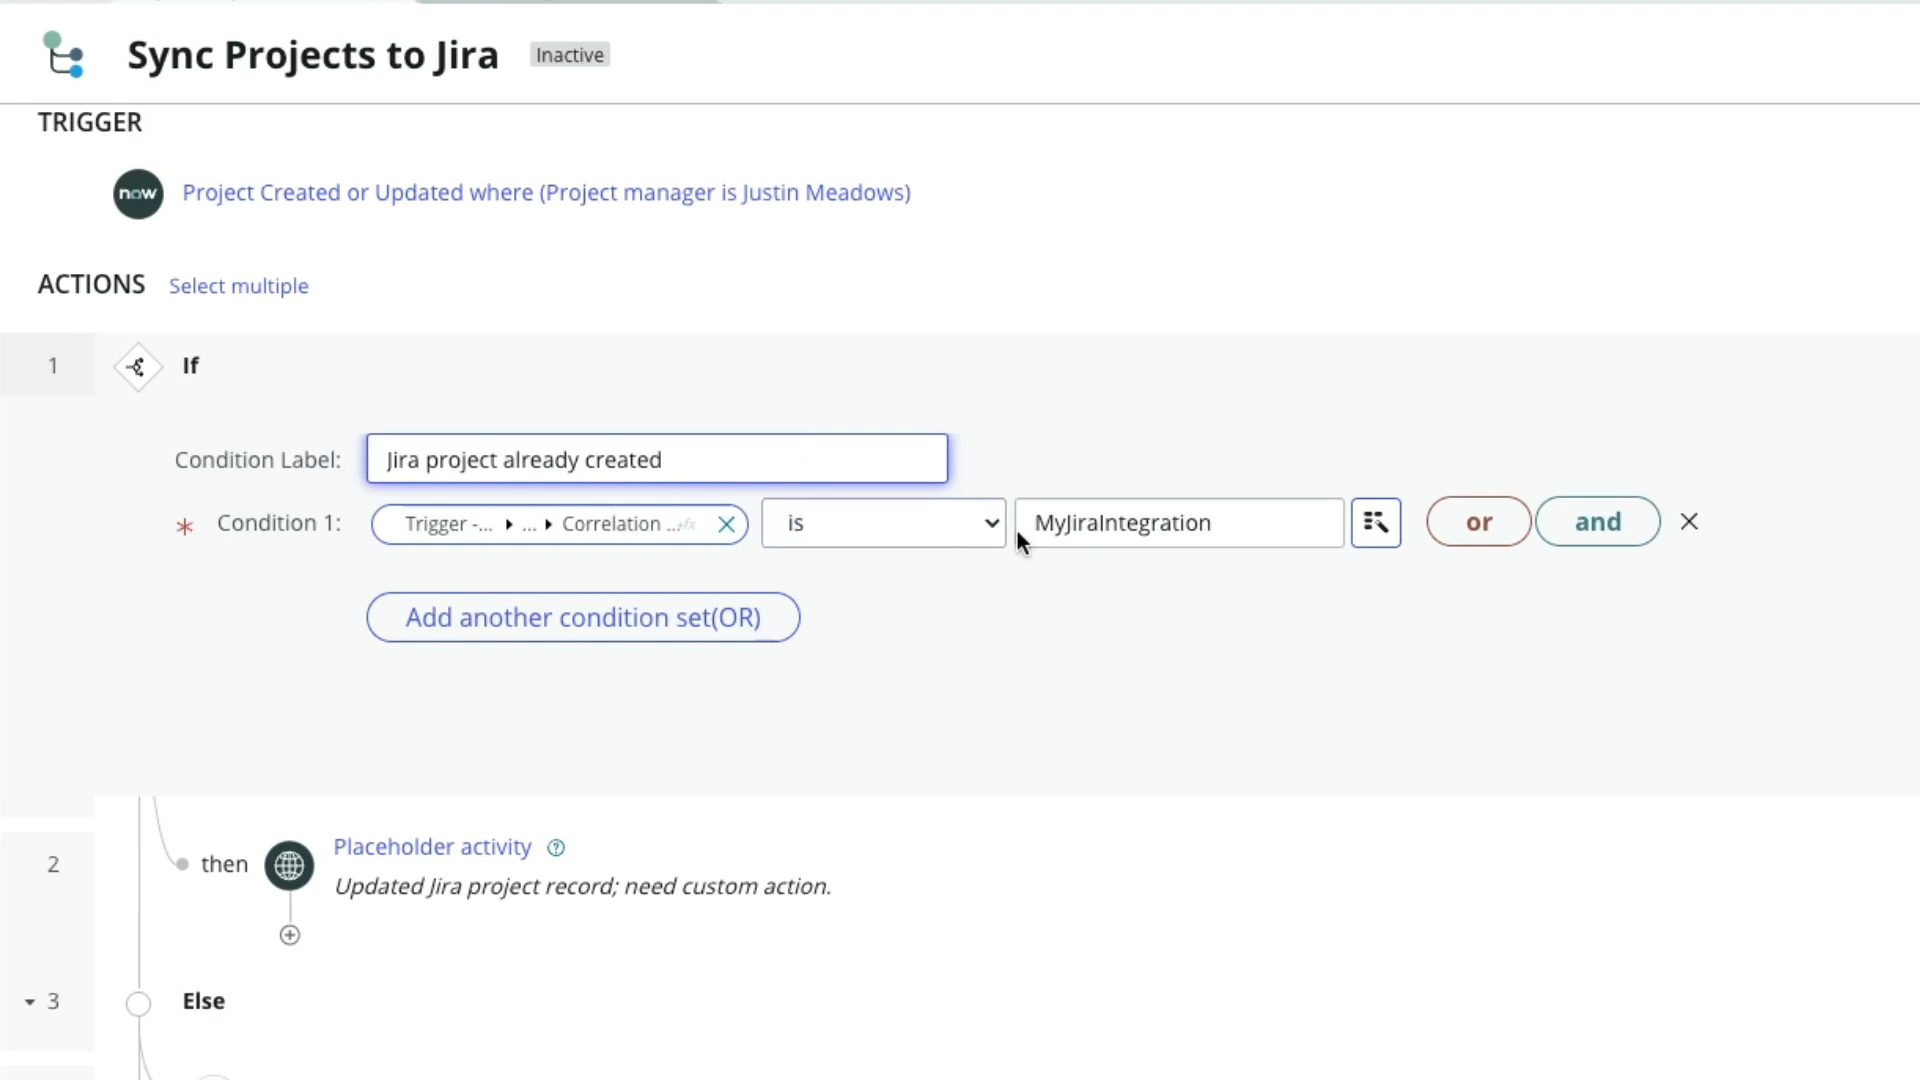 Sync Projects to Jira Inactive
TRIGGER
now Project Created or Updated where (Project manager is Justin Meadows)
ACTIONS Select multiple
1 If
Condition Label: Jira project already created
* Condition 1: Trigger -... ▸ ... ▸ Correlation ... fx is MyJiraIntegration or and
Add another condition set(OR)
2 then Placeholder activity ?
Updated Jira project record; need custom action.
3 Else